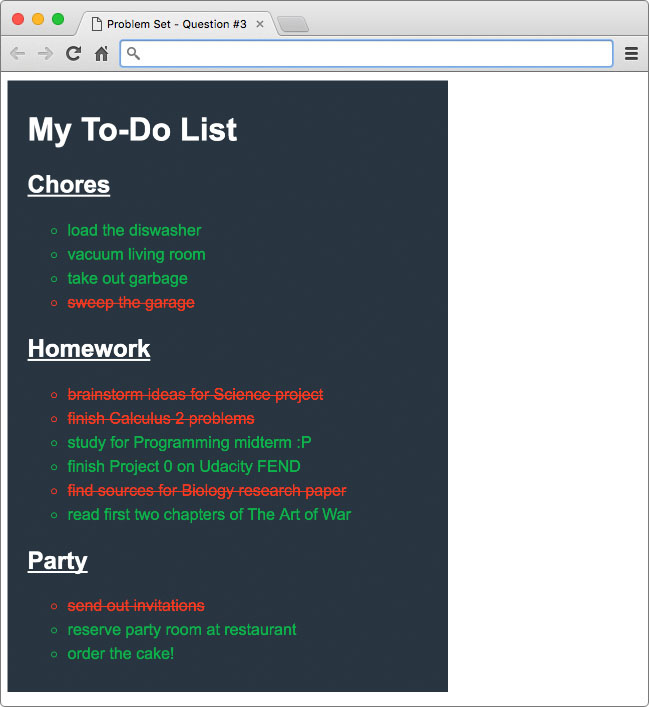 Problem Set - Question #3
My To-Do List
Chores
load the diswasher
vacuum living room
take out garbage
sweep the garage
Homework
brainstorm ideas for Science project
finish Calculus 2 problems
study for Programming midterm :P
finish Project 0 on Udacity FEND
find sources for Biology research paper
read first two chapters of The Art of War
Party
send out invitations
reserve party room at restaurant
order the cake!